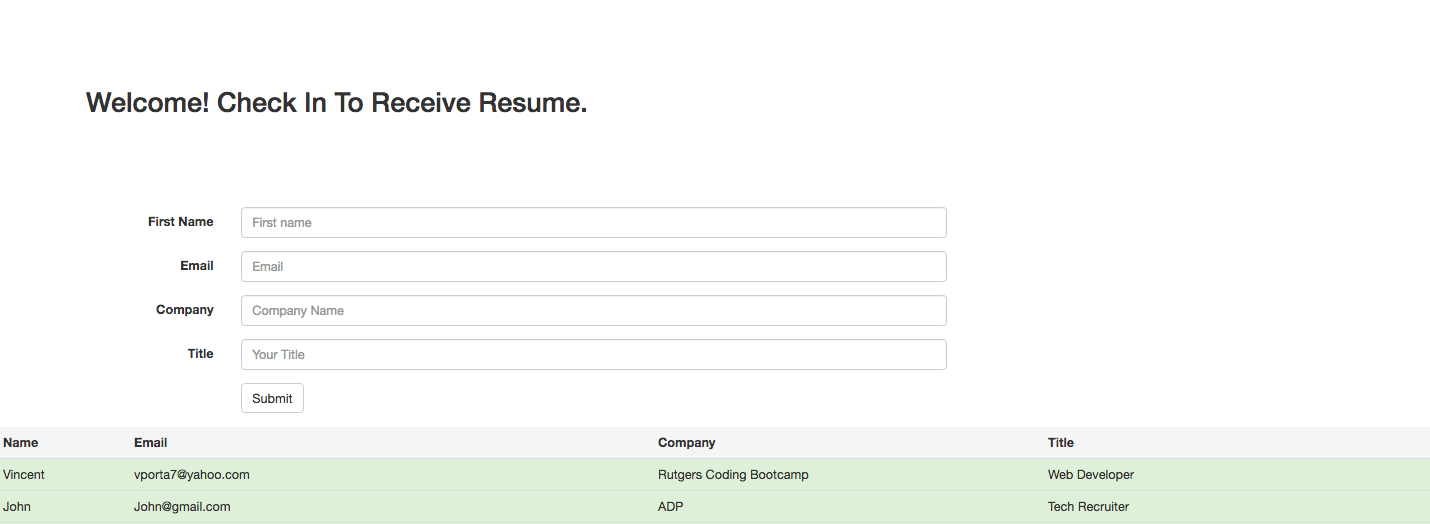 Welcome! Check In To Receive Resume.
First Name First name
Email Email
Company Company Name
Title Your Title
Submit
Name Email Company Title
Vincent vporta7@yahoo.com Rutgers Coding Bootcamp Web Developer
John John@gmail.com ADP Tech Recruiter